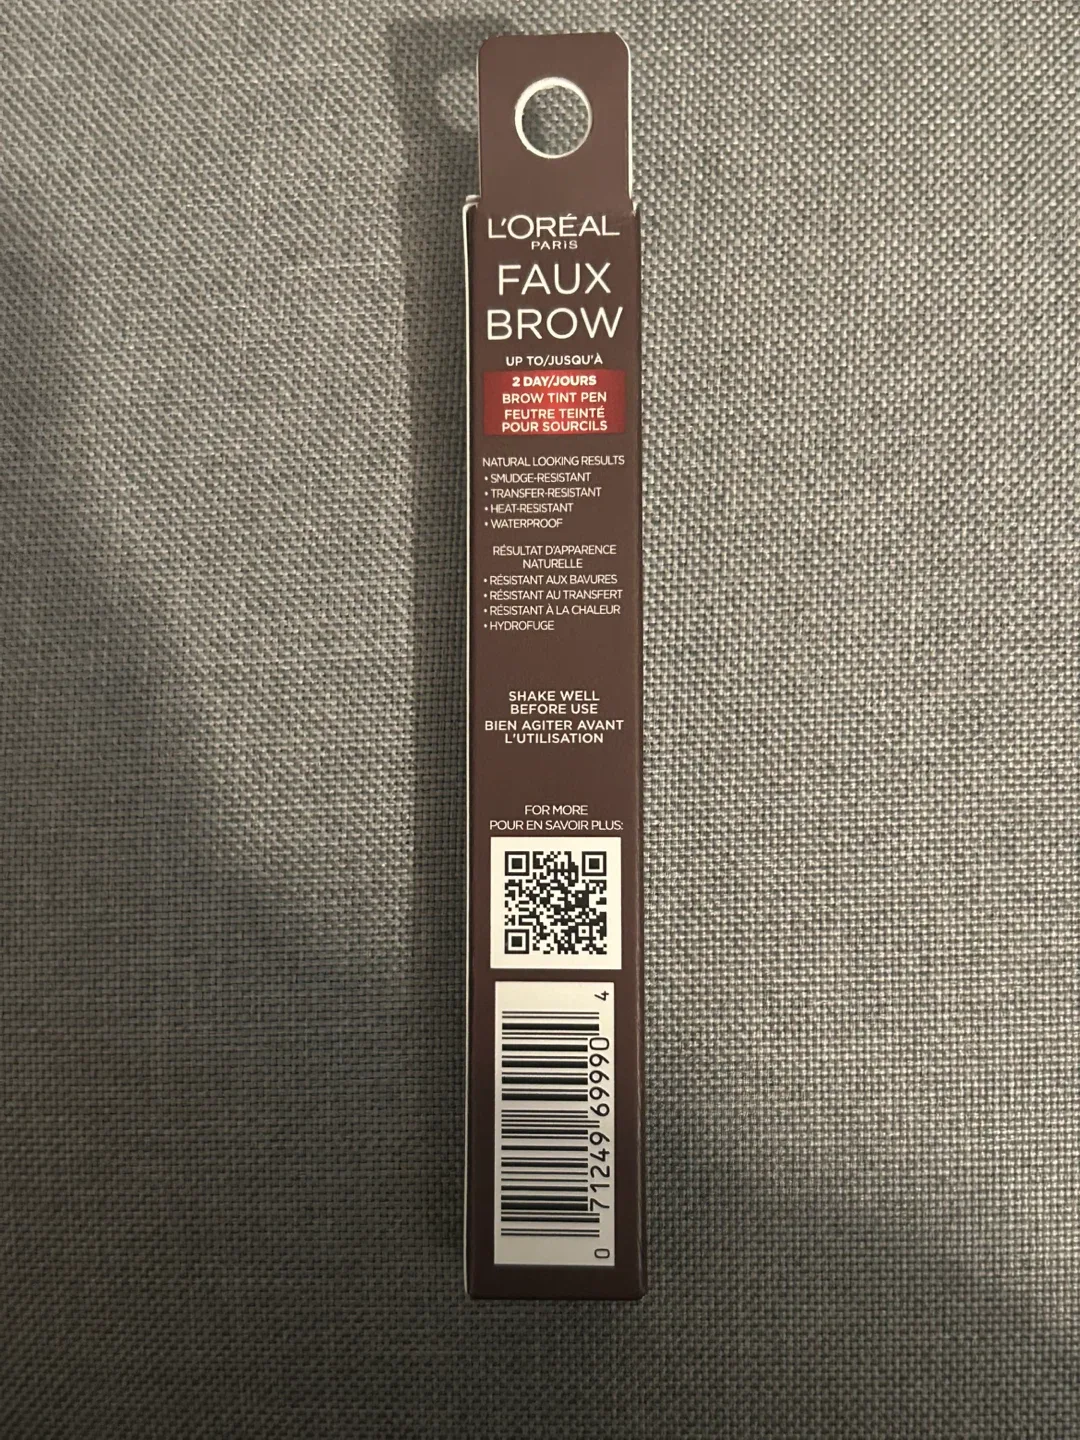 L'ORÉAL
PARIS
FAUX
BROW
UP TO/JUSQU'À
2 DAY/JOURS
BROW TINT PEN
FEUTRE TEINTÉ
POUR SOURCILS
NATURAL LOOKING RESULTS
• SMUDGE-RESISTANT
• TRANSFER-RESISTANT
• HEAT-RESISTANT
• WATERPROOF
RÉSULTAT D'APPARENCE
NATURELLE
• RÉSISTANT AUX BAVURES
• RÉSISTANT AU TRANSFERT
• RÉSISTANT À LA CHALEUR
• HYDROFUGE
SHAKE WELL
BEFORE USE
BIEN AGITER AVANT
L'UTILISATION
FOR MORE
POUR EN SAVOIR PLUS:
0 71249 69990 4